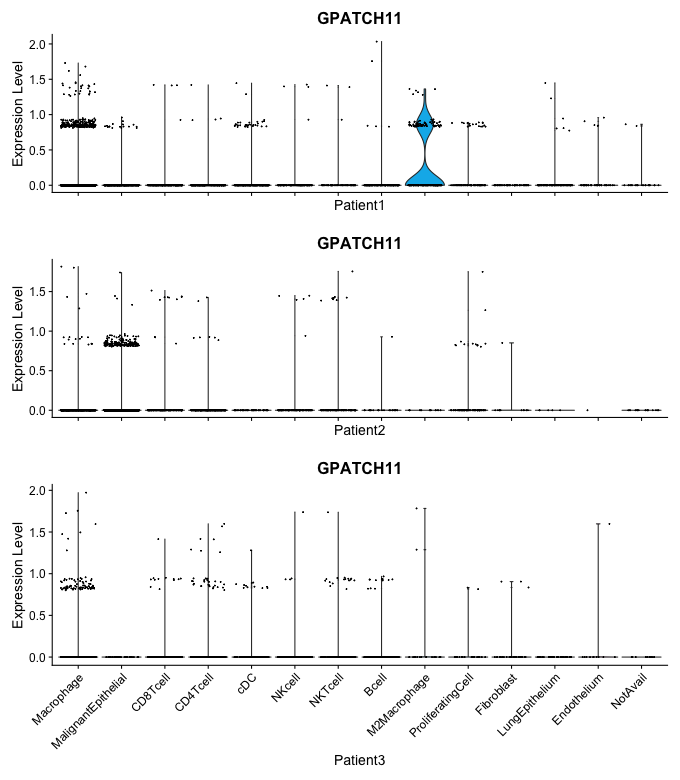 GPATCH11
Expression Level
2.0
1.5
1.0
0.5
0.0
Patient1
GPATCH11
Expression Level
1.5
1.0
0.5
0.0
Patient2
GPATCH11
Expression Level
2.0
1.5
1.0
0.5
0.0
Macrophage
MalignantEpithelial
CD8Tcell
CD4Tcell
cDC
NKcell
NKTcell
Bcell
M2Macrophage
ProliferatingCell
Fibroblast
LungEpithelium
Endothelium
NotAvail
Patient3